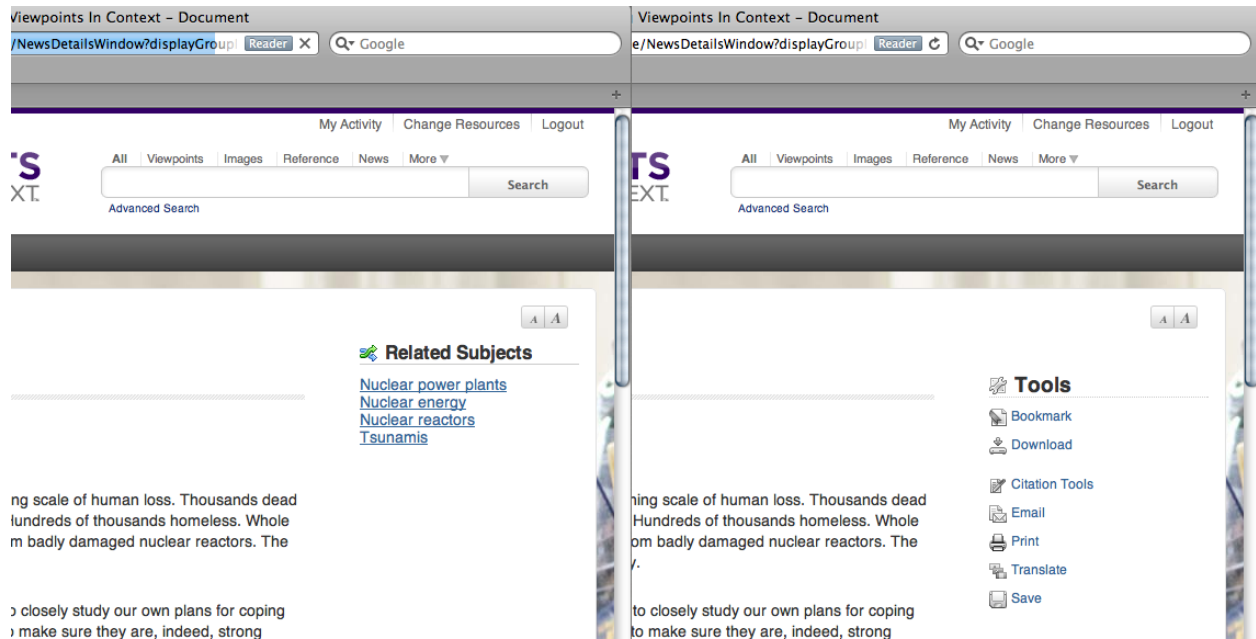 Viewpoints In Context – Document
/NewsDetailsWindow?displayGroup Reader
Google
My Activity
Change Resources
Logout
TS
XT.
All
Viewpoints
Images
Reference
News
More
Search
Advanced Search
A A
Related Subjects
Nuclear power plants
Nuclear energy
Nuclear reactors
Tsunamis
ng scale of human loss. Thousands dead
Hundreds of thousands homeless. Whole
m badly damaged nuclear reactors. The
o closely study our own plans for coping
o make sure they are, indeed, strong
Viewpoints In Context – Document
e/NewsDetailsWindow?displayGroup Reader
Google
My Activity
Change Resources
Logout
TS
EXT.
All
Viewpoints
Images
Reference
News
More
Search
Advanced Search
A A
Tools
Bookmark
Download
Citation Tools
Email
Print
Translate
Save
ning scale of human loss. Thousands dead
Hundreds of thousands homeless. Whole
om badly damaged nuclear reactors. The
y.
to closely study our own plans for coping
to make sure they are, indeed, strong